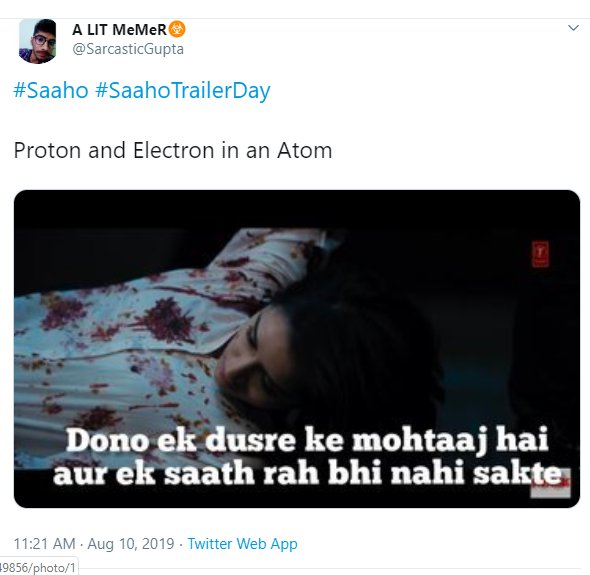 A LIT MeMeR
@SarcasticGupta
#Saaho #SaahoTrailerDay
Proton and Electron in an Atom
T
Dono ek dusre ke mohtaaj hai
aur ek saath rah bhi nahi sakte
11:21 AM · Aug 10, 2019 · Twitter Web App
49856/photo/1